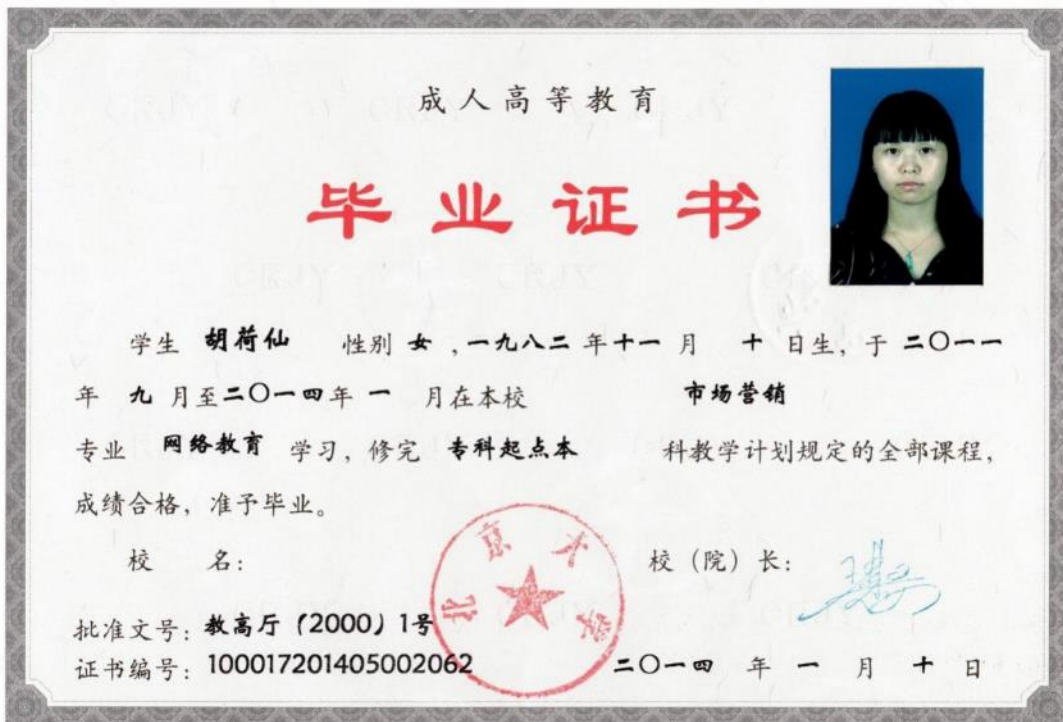 成人高等教育
毕业证书
学生 胡荷仙 性别 女 ,一九八二 年十一 月 十 日生, 于 二〇一一
年 九 月至二〇一四年 一 月在本校 市场营销
专业 网络教育 学习, 修完 专科起点本 科教学计划规定的全部课程,
成绩合格, 准予毕业。
校 名: 北京大学 校 (院) 长:
批准文号: 教高厅 (2000) 1号
证书编号: 100017201405002062 二〇一四 年 一 月 十 日